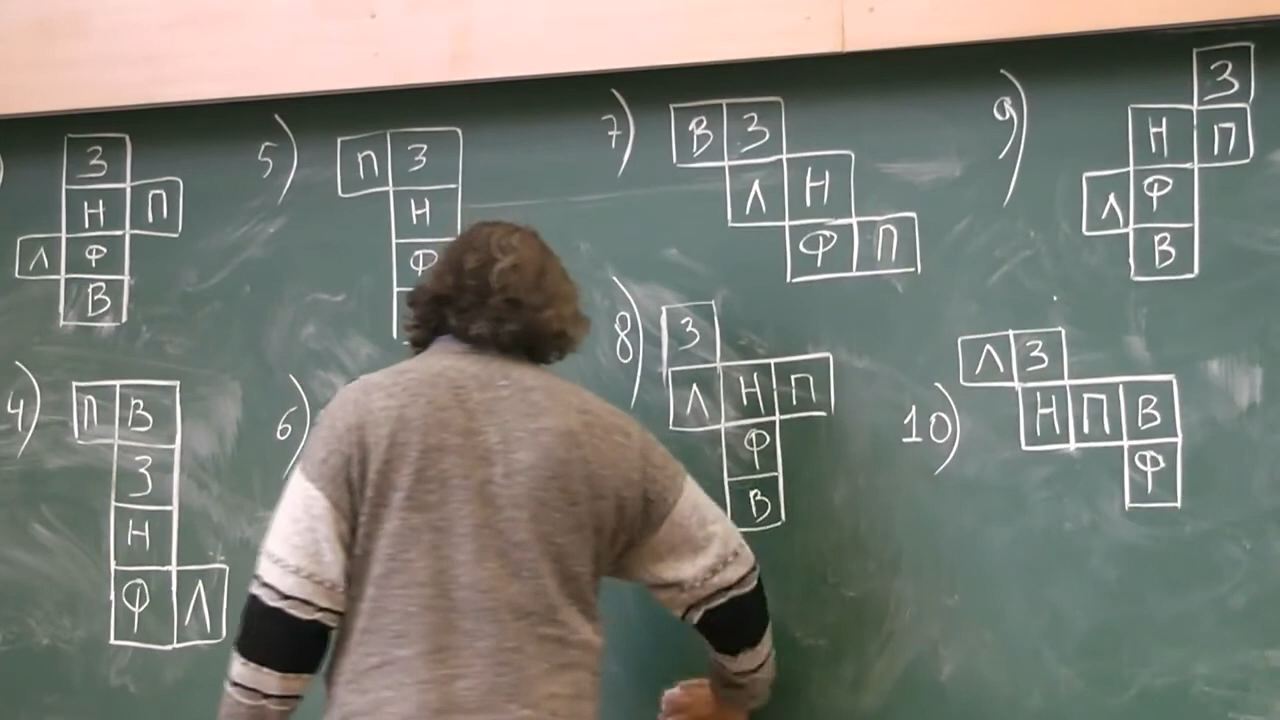 )
З
Н П
Л Ф
В
4)
П В
З
Н
Ф Л
5)
П З
Н
Ф
6)
7)
В З
Л Н
Ф П
8)
З
Л Н П
Ф
В
9)
З
Н П
Л Ф
В
10)
Л З
Н П В
Ф